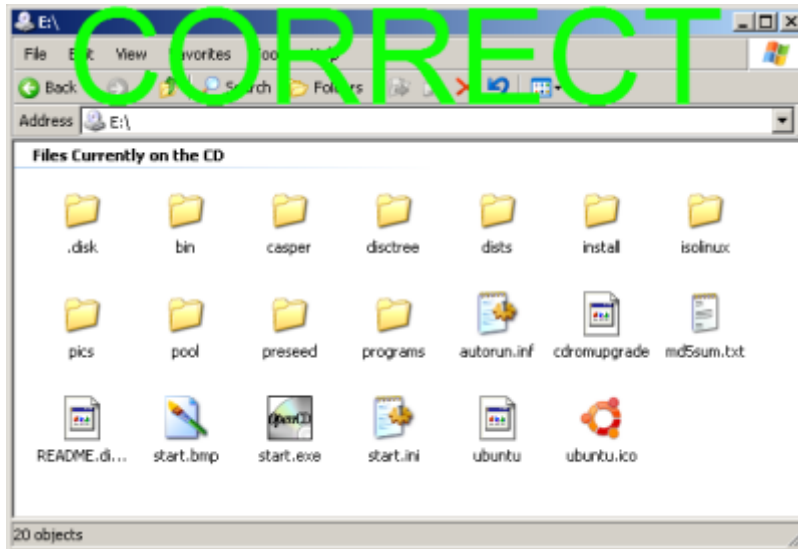 E:\
CORRECT
File View
Back
Address E:\
Files Currently on the CD
.disk bin casper disctree dists install isolinux
pics pool preseed programs autorun.inf cdromupgrade md5sum.txt
README.di... start.bmp start.exe start.ini ubuntu ubuntu.ico
OpenCD
20 objects